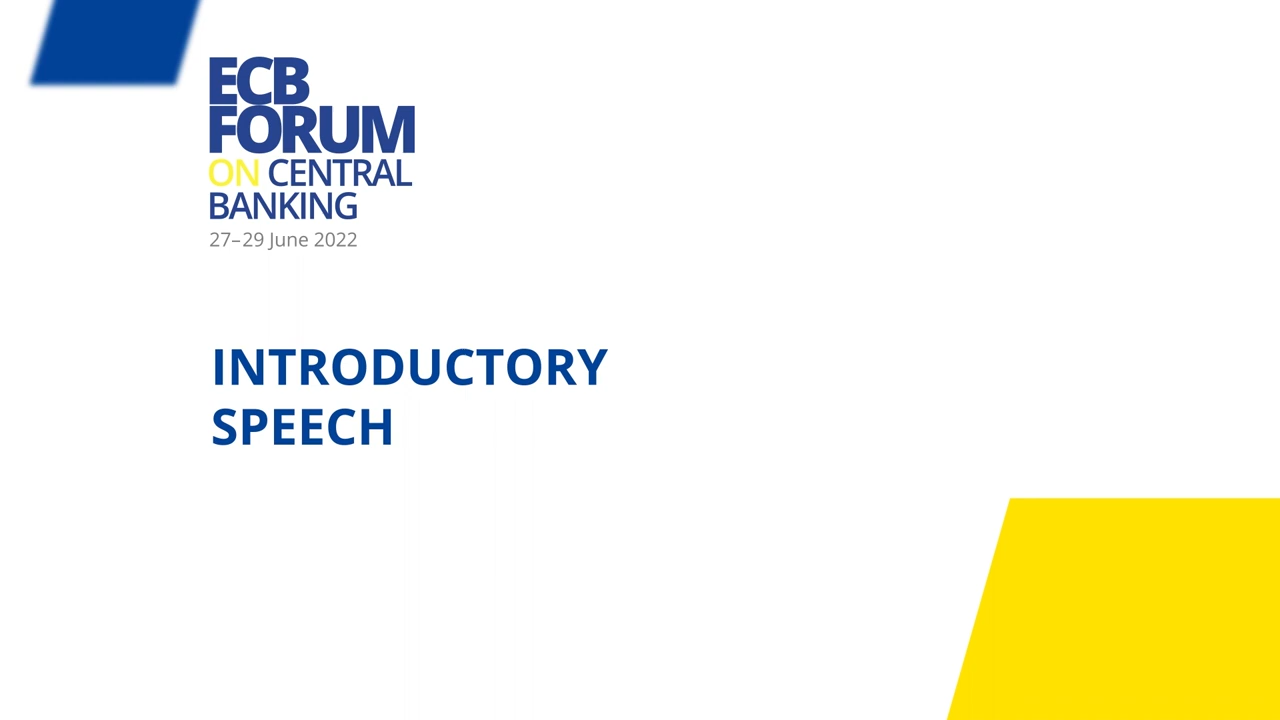 ECB
FORUM
ON CENTRAL
BANKING
27–29 June 2022
INTRODUCTORY
SPEECH